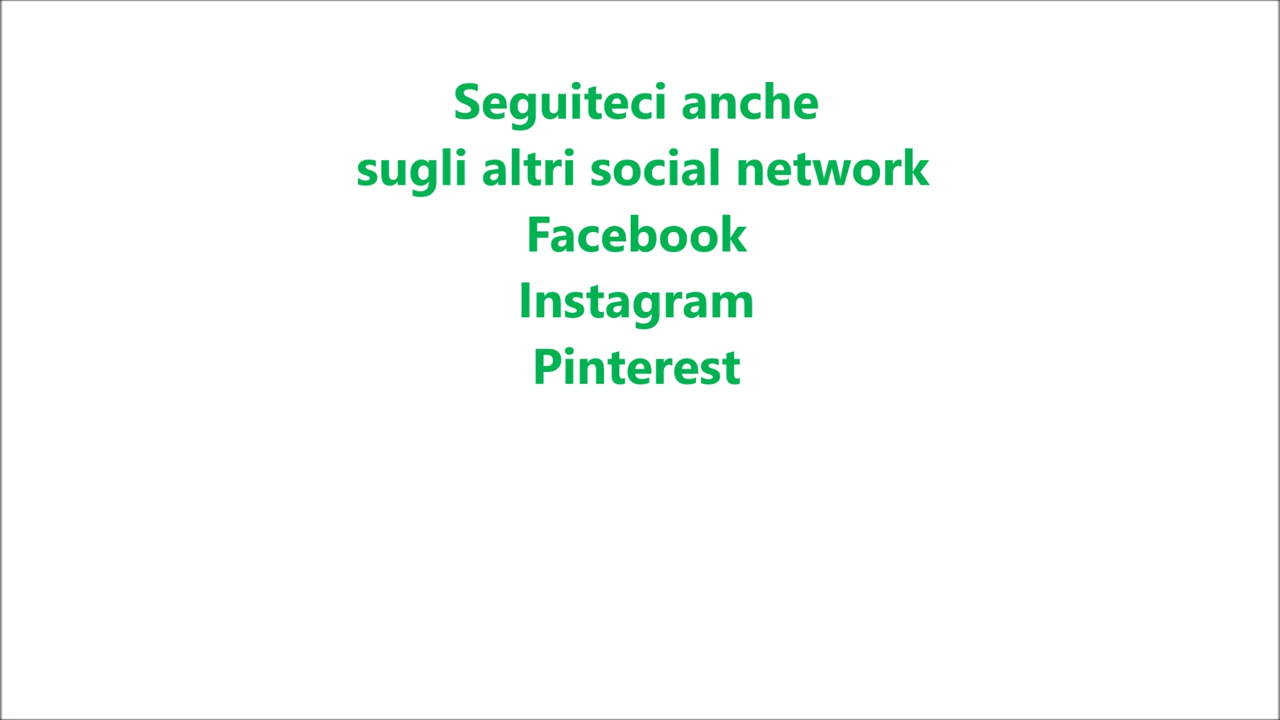 Seguiteci anche
sugli altri social network
Facebook
Instagram
Pinterest